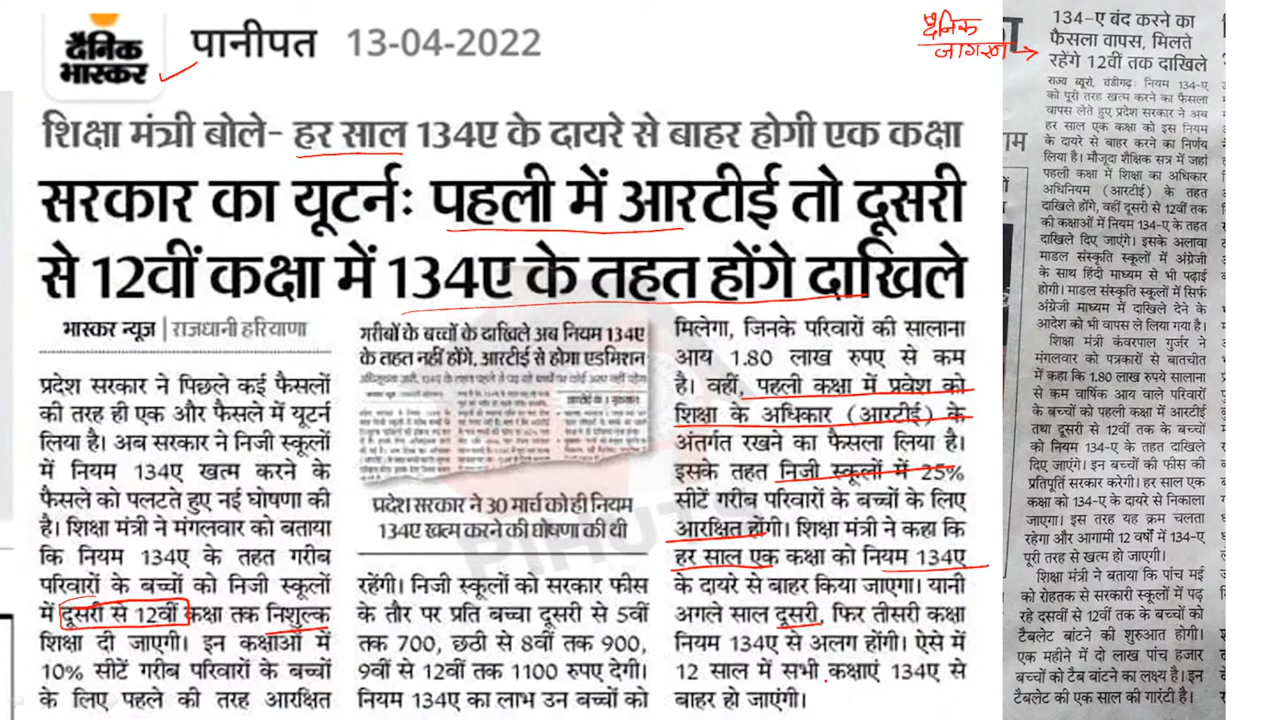 दैनिक
भास्कर
पानीपत 13-04-2022
शिक्षा मंत्री बोले- हर साल 134ए के दायरे से बाहर होगी एक कक्षा
सरकार का यूटर्नः पहली में आरटीई तो दूसरी
से 12वीं कक्षा में 134ए के तहत होंगे दाखिले
भास्कर न्यूज | राजधानी हरियाणा
प्रदेश सरकार ने पिछले कई फैसलों
की तरह ही एक और फैसले में यूटर्न
लिया है। अब सरकार ने निजी स्कूलों
में नियम 134ए खत्म करने के
फैसले को पलटते हुए नई घोषणा की
है। शिक्षा मंत्री ने मंगलवार को बताया
कि नियम 134ए के तहत गरीब
परिवारों के बच्चों को निजी स्कूलों
में दूसरी से 12वीं कक्षा तक निशुल्क
शिक्षा दी जाएगी। इन कक्षाओं में
10% सीटें गरीब परिवारों के बच्चों
के लिए पहले की तरह आरक्षित
गरीबों के बच्चों के दाखिले अब नियम 134ए
के तहत नहीं होंगे, आरटीई से होगा एडमिशन
प्रदेश सरकार ने 30 मार्च को ही नियम
134ए खत्म करने की घोषणा की थी
रहेंगी। निजी स्कूलों को सरकार फीस
के तौर पर प्रति बच्चा दूसरी से 5वीं
तक 700, छठी से 8वीं तक 900,
9वीं से 12वीं तक 1100 रुपए देगी।
नियम 134ए का लाभ उन बच्चों को
मिलेगा, जिनके परिवारों की सालाना
आय 1.80 लाख रुपए से कम
है। वहीं, पहली कक्षा में प्रवेश को
शिक्षा के अधिकार (आरटीई) के
अंतर्गत रखने का फैसला लिया है।
इसके तहत निजी स्कूलों में 25%
सीटें गरीब परिवारों के बच्चों के लिए
आरक्षित होंगी। शिक्षा मंत्री ने कहा कि
हर साल एक कक्षा को नियम 134ए
के दायरे से बाहर किया जाएगा। यानी
अगले साल दूसरी, फिर तीसरी कक्षा
नियम 134ए से अलग होंगी। ऐसे में
12 साल में सभी कक्षाएं 134ए से
बाहर हो जाएंगी।
PIHUTS
दैनिक
जागरण
134-ए बंद करने का
फैसला वापस, मिलते
रहेंगे 12वीं तक दाखिले
राज्य ब्यूरो, चंडीगढ़: नियम 134-ए
को पूरी तरह खत्म करने का फैसला
वापस लेते हुए प्रदेश सरकार ने अब
हर साल एक कक्षा को इस नियम
के दायरे से बाहर करने का निर्णय
लिया है। मौजूदा शैक्षिक सत्र में जहां
पहली कक्षा में शिक्षा का अधिकार
अधिनियम (आरटीई) के तहत
दाखिले होंगे, वहीं दूसरी से 12वीं तक
की कक्षाओं में नियम 134-ए के तहत
दाखिले दिए जाएंगे। इसके अलावा
माडल संस्कृति स्कूलों में अंग्रेजी
के साथ हिंदी माध्यम से भी पढ़ाई
होगी। माडल संस्कृति स्कूलों में सिर्फ
अंग्रेजी माध्यम में दाखिले देने के
आदेश को भी वापस ले लिया गया है।
शिक्षा मंत्री कंवरपाल गुर्जर ने
मंगलवार को पत्रकारों से बातचीत
में कहा कि 1.80 लाख रुपये सालाना
से कम वार्षिक आय वाले परिवारों
के बच्चों को पहली कक्षा में आरटीई
तथा दूसरी से 12वीं तक के बच्चों
को नियम 134-ए के तहत दाखिले
दिए जाएंगे। इन बच्चों की फीस की
प्रतिपूर्ति सरकार करेगी। हर साल एक
कक्षा को 134-ए के दायरे से निकाला
जाएगा। इस तरह यह क्रम चलता
रहेगा और आगामी 12 वर्षों में 134-ए
पूरी तरह से खत्म हो जाएगी।
शिक्षा मंत्री ने बताया कि पांच मई
को रोहतक से सरकारी स्कूलों में पढ़
रहे दसवीं से 12वीं तक के बच्चों को
टैबलेट बांटने की शुरुआत होगी।
एक महीने में दो लाख पांच हजार
बच्चों को टैब बांटने का लक्ष्य है। इन
टैबलेट की एक साल की गारंटी है।